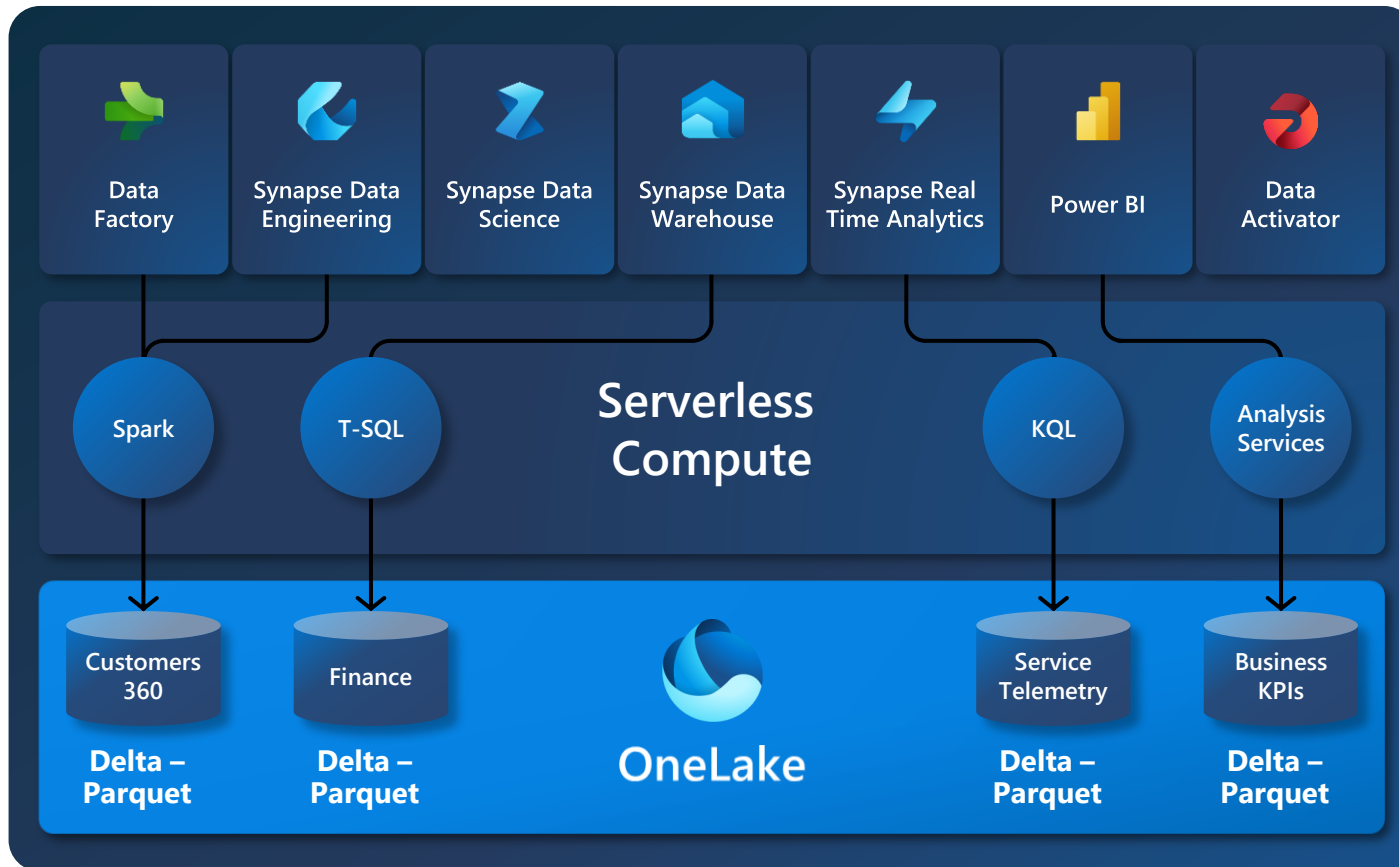 Data
Factory
Synapse Data
Engineering
Synapse Data
Science
Synapse Data
Warehouse
Synapse Real
Time Analytics
Power BI
Data
Activator
Spark
T-SQL
Serverless
Compute
KQL
Analysis
Services
Customers
360
Finance
Service
Telemetry
Business
KPIs
Delta –
Parquet
Delta –
Parquet
OneLake
Delta –
Parquet
Delta –
Parquet